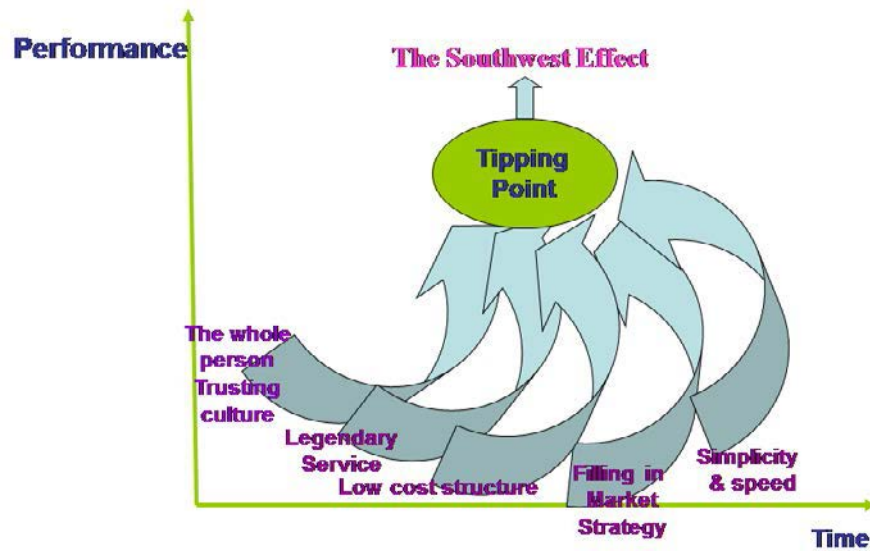 Performance
The Southwest Effect
Tipping
Point
The whole
person
Trusting
culture
Legendary
Service
Low cost structure
Filling in
Market
Strategy
Simplicity
& speed
Time